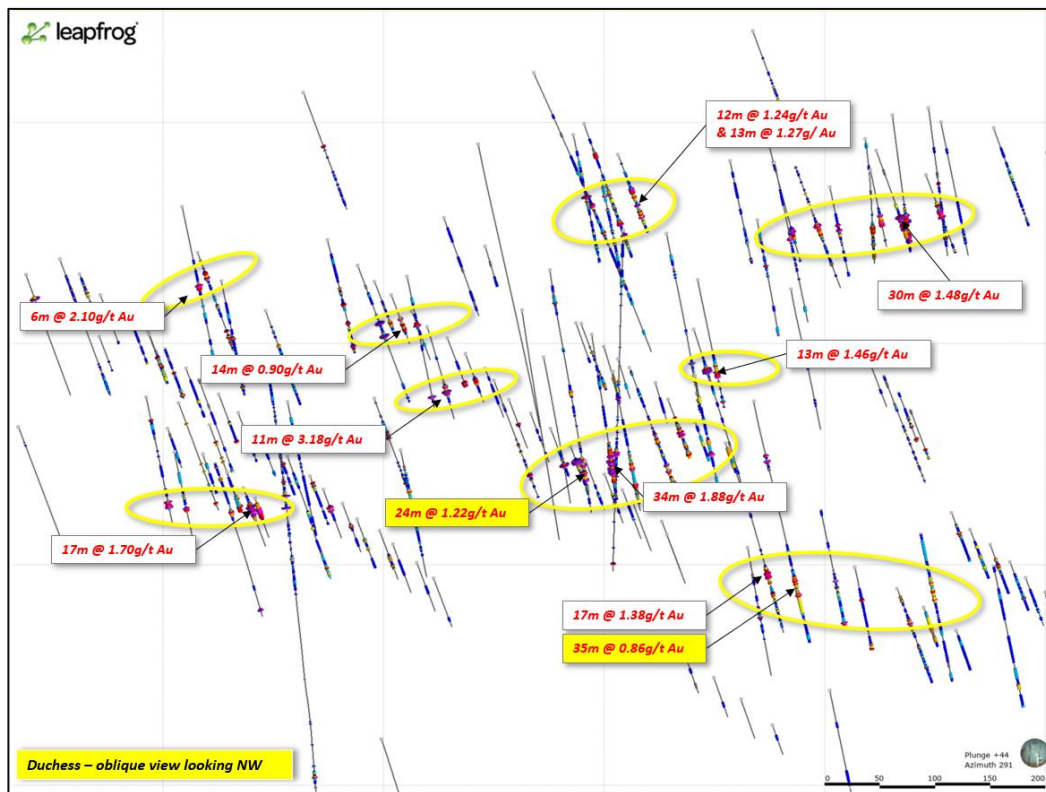 leapfrog
12m @ 1.24g/t Au
& 13m @ 1.27g/ Au
30m @ 1.48g/t Au
6m @ 2.10g/t Au
14m @ 0.90g/t Au
13m @ 1.46g/t Au
11m @ 3.18g/t Au
34m @ 1.88g/t Au
24m @ 1.22g/t Au
17m @ 1.70g/t Au
17m @ 1.38g/t Au
35m @ 0.86g/t Au
Duchess – oblique view looking NW
Plunge +44
Azimuth 291
0 50 100 150 200